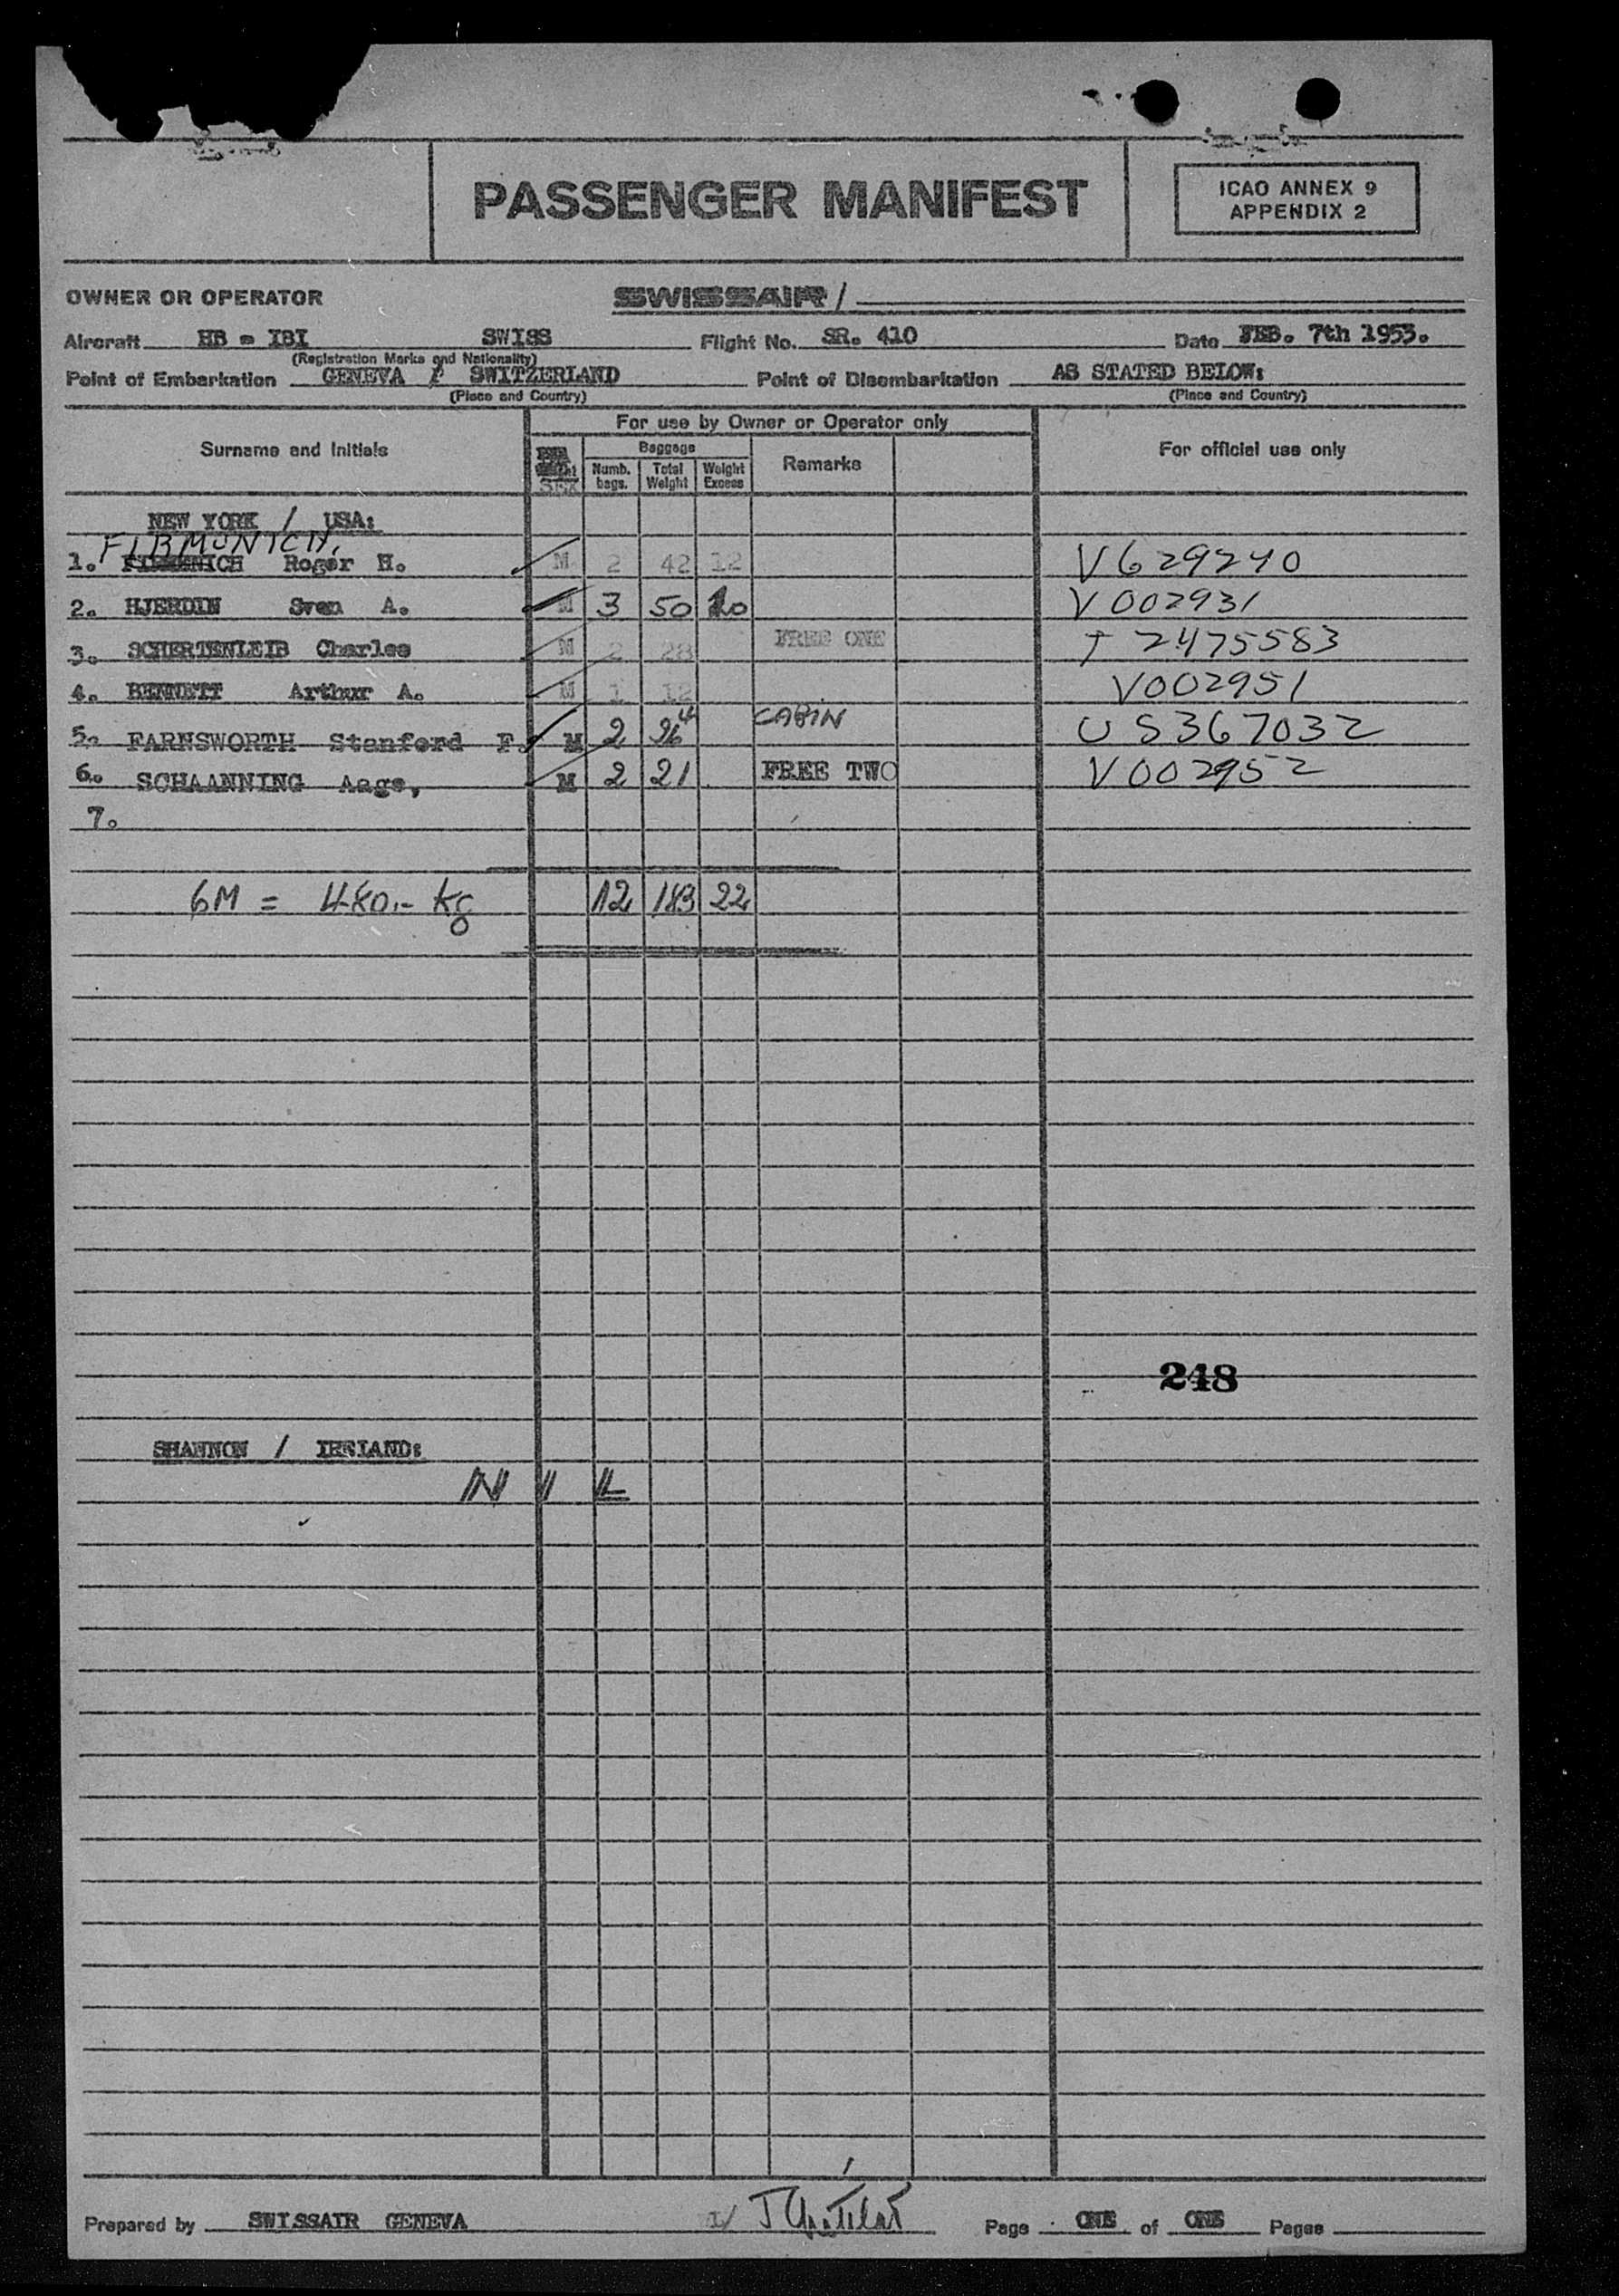 PASSENGER MANIFEST
ICAO ANNEX 9
APPENDIX 2
OWNER OR OPERATOR SWISSAIR/
Aircraft HB - IBI SWISS Flight No. SR. 410 Date FEB. 7th 1953.
(Registration Marks and Nationality)
Point of Embarkation GENEVA / SWITZERLAND Point of Disembarkation AS STATED BELOW:
(Place and Country) (Place and Country)
For use by Owner or Operator only
Surname and Initials SEX Baggage Remarks For official use only
Numb. bags. Total Weight Weight Excess
NEW YORK / USA:
FIRMUNICH,
1. Roger H. M 2 42 12 V629240
2. HJERDIN Sven A. M 3 50 10 V002931
3. SCHERTENLEIB Charles M 2 28 FREE ONE T 2475583
4. BENNETT Arthur A. M 1 12 V002951
5. FARNSWORTH Stanford F. M 2 CABIN US367032
6. SCHAANNING Aage, M 2 21 FREE TWO V002952
7.
6M = 480.- kg 12 183 22
248
SHANNON / IRELAND:
N I L
Prepared by SWISSAIR GENEVA Page ONE of ONE Pages